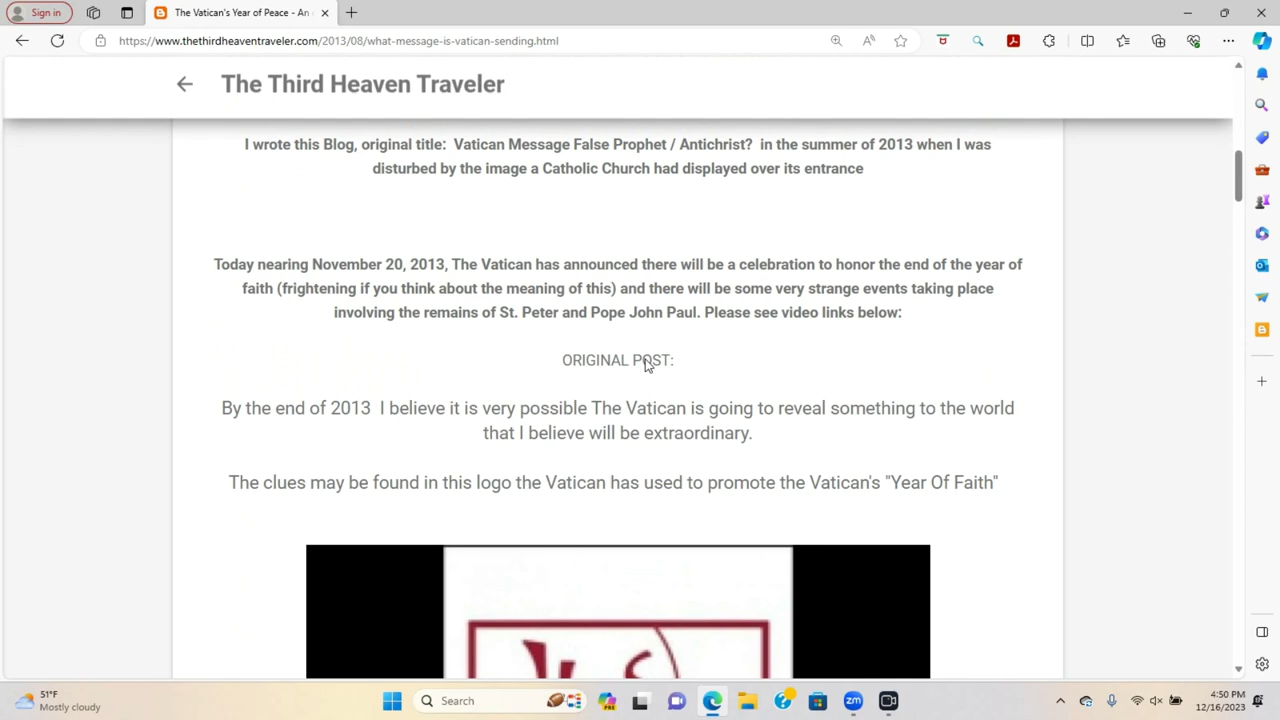 Sign in
The Vatican's Year of Peace - An
https://www.thethirdheaventraveler.com/2013/08/what-message-is-vatican-sending.html
The Third Heaven Traveler
I wrote this Blog, original title:  Vatican Message False Prophet / Antichrist?  in the summer of 2013 when I was
disturbed by the image a Catholic Church had displayed over its entrance
Today nearing November 20, 2013, The Vatican has announced there will be a celebration to honor the end of the year of
faith (frightening if you think about the meaning of this) and there will be some very strange events taking place
involving the remains of St. Peter and Pope John Paul. Please see video links below:
ORIGINAL POST:
By the end of 2013  I believe it is very possible The Vatican is going to reveal something to the world
that I believe will be extraordinary.
The clues may be found in this logo the Vatican has used to promote the Vatican's "Year Of Faith"
51°F
Mostly cloudy
Search
4:50 PM
12/16/2023